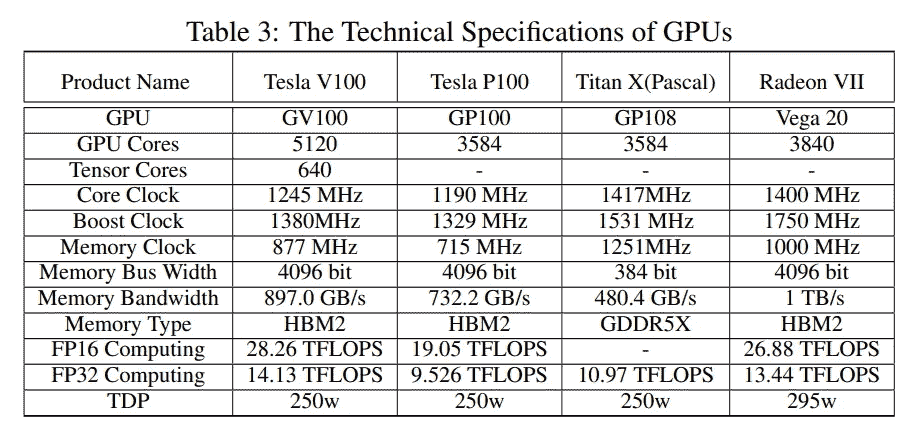 Table 3: The Technical Specifications of GPUs
Product Name Tesla V100 Tesla P100 Titan X(Pascal) Radeon VII
GPU GV100 GP100 GP108 Vega 20
GPU Cores 5120 3584 3584 3840
Tensor Cores 640 - - -
Core Clock 1245 MHz 1190 MHz 1417MHz 1400 MHz
Boost Clock 1380MHz 1329 MHz 1531 MHz 1750 MHz
Memory Clock 877 MHz 715 MHz 1251MHz 1000 MHz
Memory Bus Width 4096 bit 4096 bit 384 bit 4096 bit
Memory Bandwidth 897.0 GB/s 732.2 GB/s 480.4 GB/s 1 TB/s
Memory Type HBM2 HBM2 GDDR5X HBM2
FP16 Computing 28.26 TFLOPS 19.05 TFLOPS - 26.88 TFLOPS
FP32 Computing 14.13 TFLOPS 9.526 TFLOPS 10.97 TFLOPS 13.44 TFLOPS
TDP 250w 250w 250w 295w